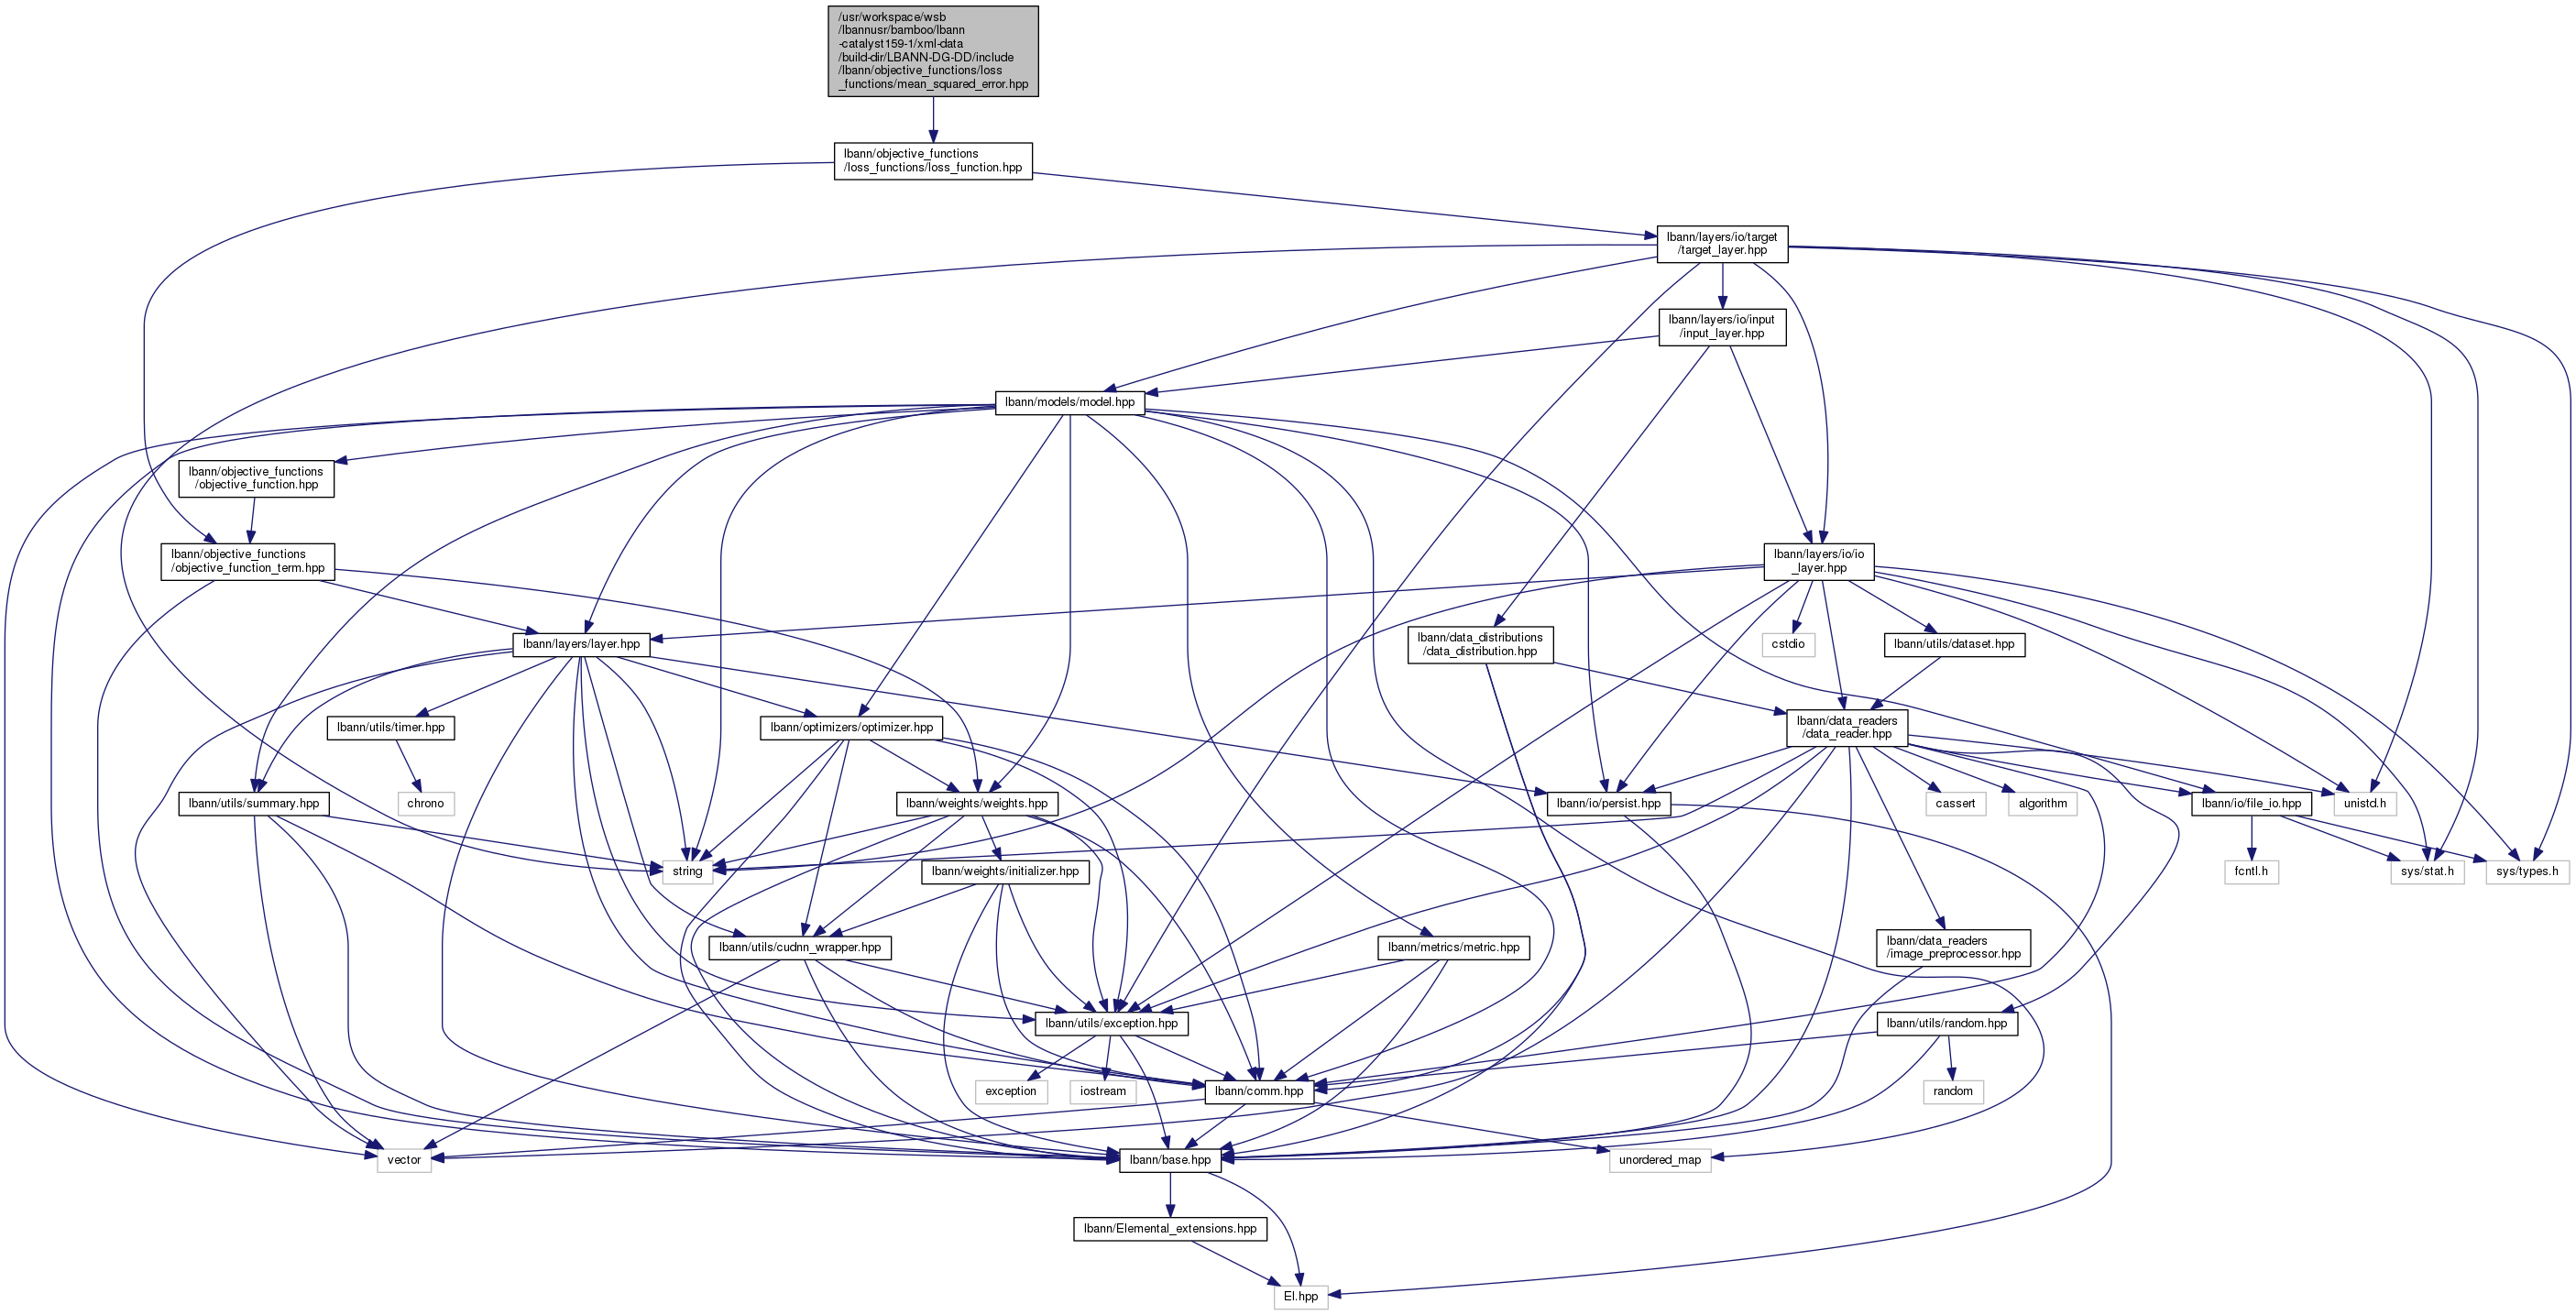 /usr/workspace/wsb
/lbannusr/bamboo/lbann
-catalyst159-1/xml-data
/build-dir/LBANN-DG-DD/include
/lbann/objective_functions/loss
_functions/mean_squared_error.hpp
lbann/objective_functions
/loss_functions/loss_function.hpp
lbann/layers/io/target
/target_layer.hpp
lbann/layers/io/input
/input_layer.hpp
lbann/models/model.hpp
lbann/objective_functions
/objective_function.hpp
lbann/objective_functions
/objective_function_term.hpp
lbann/layers/io/io
_layer.hpp
lbann/layers/layer.hpp
lbann/data_distributions
/data_distribution.hpp
cstdio
lbann/utils/dataset.hpp
lbann/utils/timer.hpp
lbann/optimizers/optimizer.hpp
lbann/data_readers
/data_reader.hpp
lbann/utils/summary.hpp
chrono
lbann/weights/weights.hpp
lbann/io/persist.hpp
cassert
algorithm
lbann/io/file_io.hpp
unistd.h
string
lbann/weights/initializer.hpp
fcntl.h
sys/stat.h
sys/types.h
lbann/utils/cudnn_wrapper.hpp
lbann/metrics/metric.hpp
lbann/data_readers
/image_preprocessor.hpp
lbann/utils/exception.hpp
lbann/utils/random.hpp
exception
iostream
lbann/comm.hpp
random
vector
lbann/base.hpp
unordered_map
lbann/Elemental_extensions.hpp
El.hpp